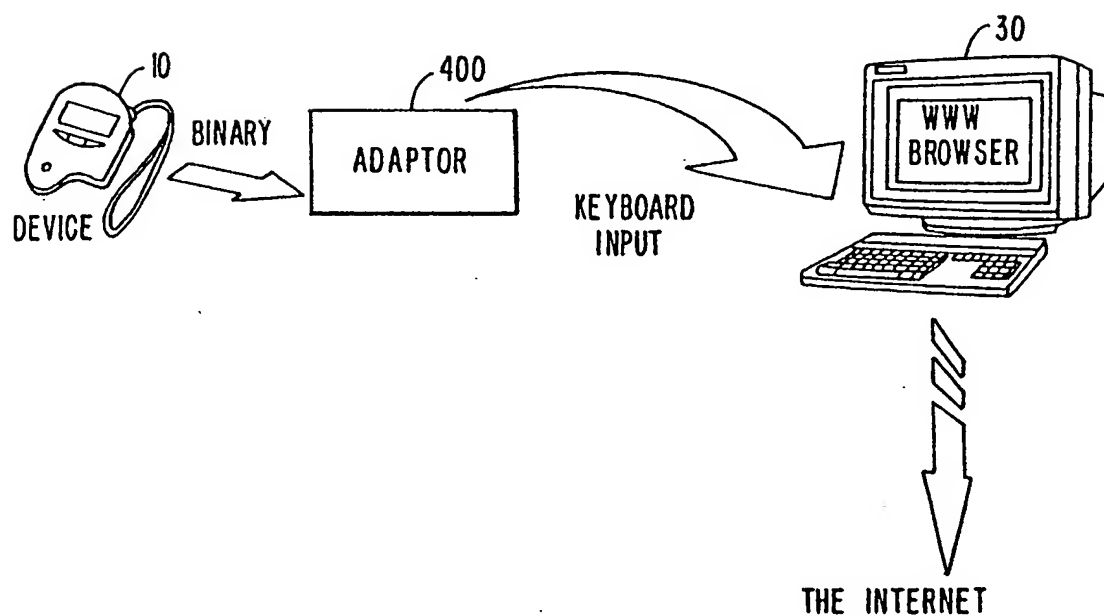 10
400
30
BINARY
ADAPTOR
WWW
BROWSER
DEVICE
KEYBOARD
INPUT
THE INTERNET